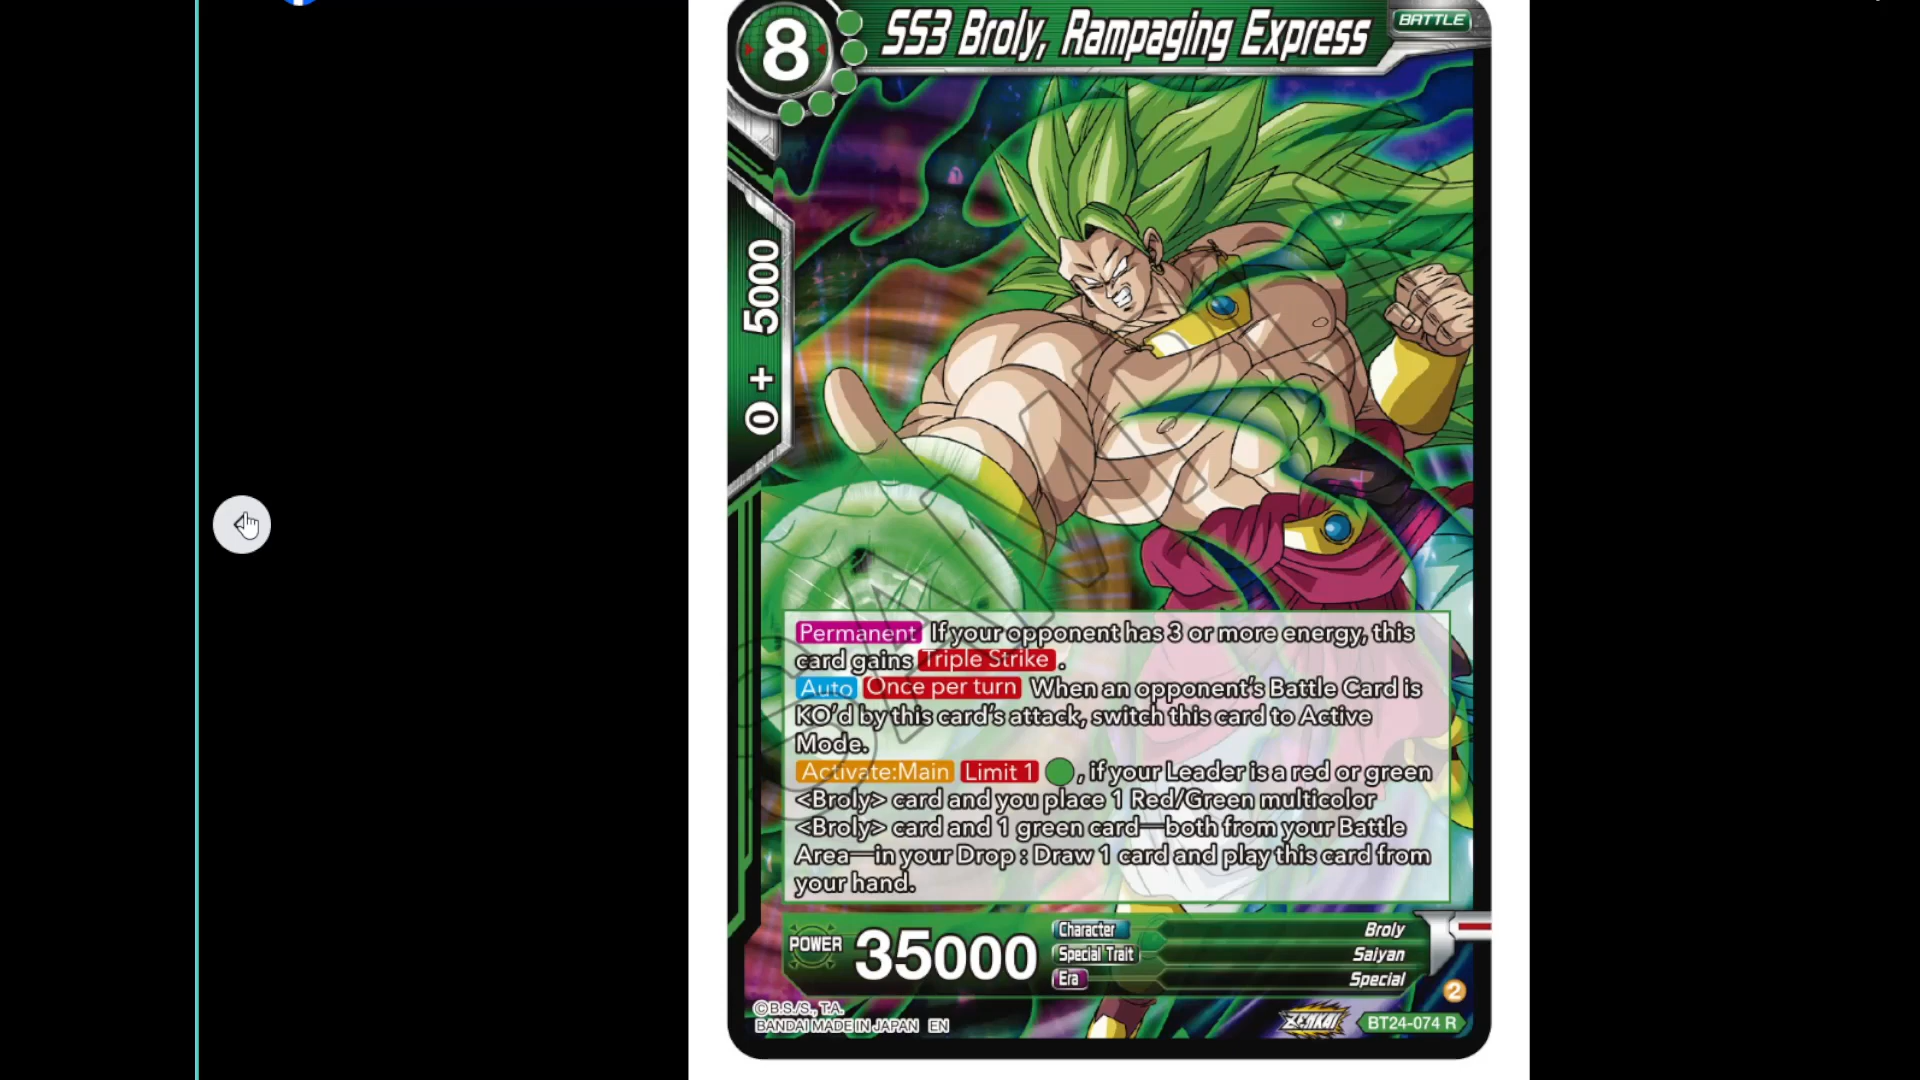 8
SS3 Broly, Rampaging Express
BATTLE
0 + 5000
SAMPLE
Permanent If your opponent has 3 or more energy, this
card gains Triple Strike .
Auto Once per turn When an opponent's Battle Card is
KO'd by this card's attack, switch this card to Active
Mode.
Activate:Main Limit 1 , if your Leader is a red or green
<Broly> card and you place 1 Red/Green multicolor
<Broly> card and 1 green card—both from your Battle
Area—in your Drop : Draw 1 card and play this card from
your hand.
POWER 35000
Character Broly
Special Trait Saiyan
Era Special
2
©B.S./S., T.A.
BANDAI MADE IN JAPAN EN
ZENKAI
BT24-074 R